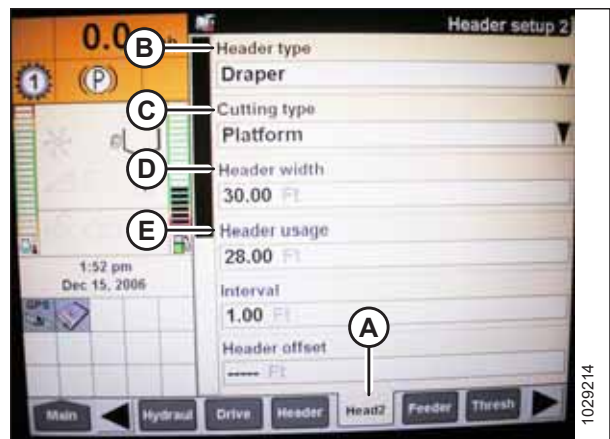 0.0
Header setup 2
B
Header type
1
(P)
Draper
C
Cutting type
Platform
D
Header width
30.00 Ft
E
Header usage
28.00 Ft
1:52 pm
Dec 15, 2006
Interval
1.00 Ft
GPS
A
Header offset
----- Ft
Main
Hydraul
Drive
Header
Head2
Feeder
Thresh
1029214